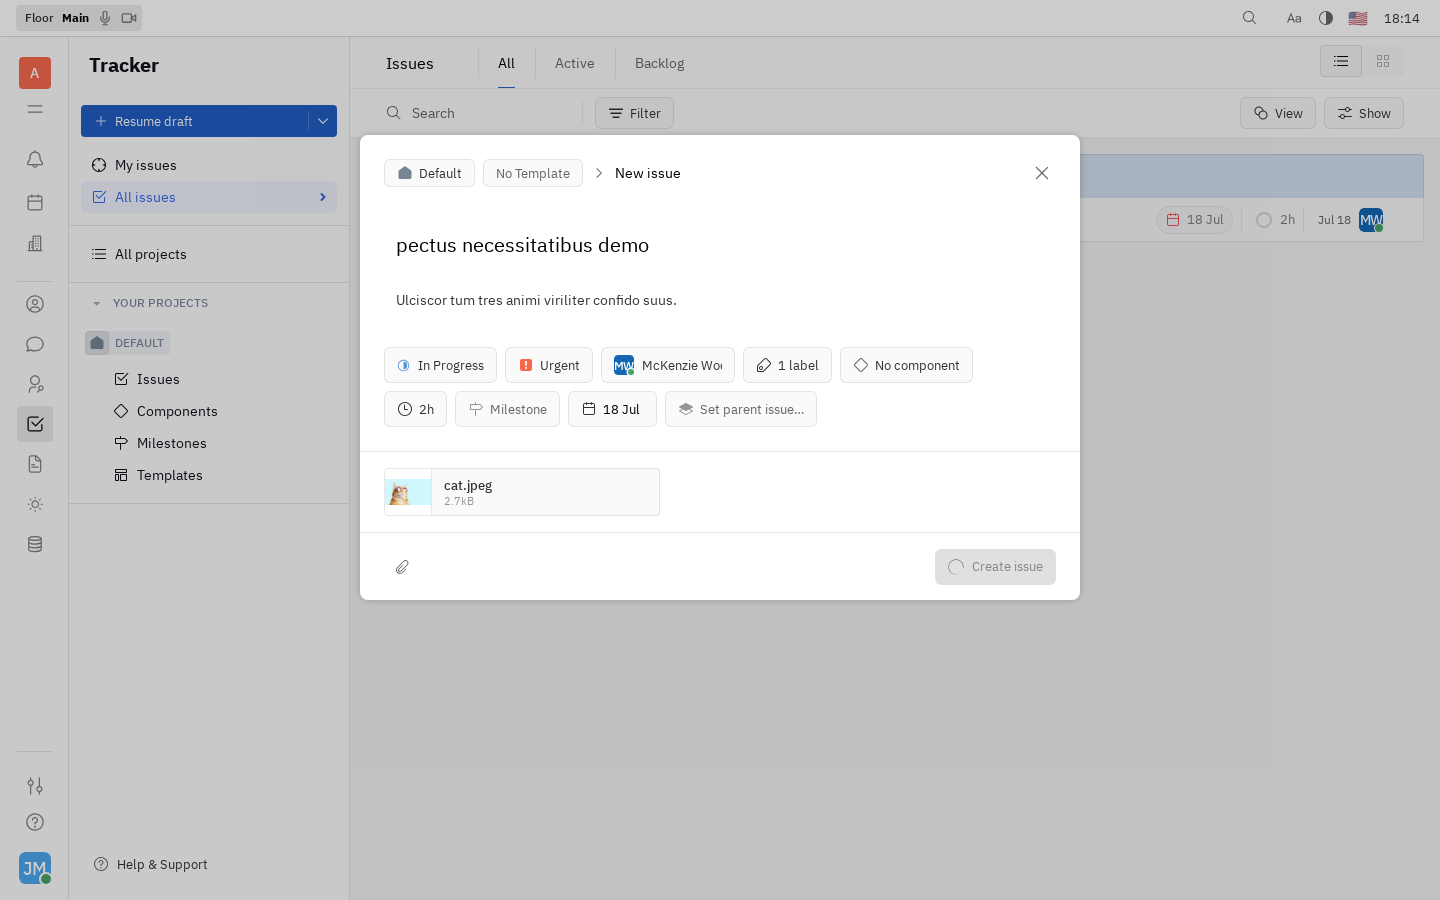 Floor Main
Aa
18:14
A
Tracker
Resume draft
My issues
All issues
All projects
YOUR PROJECTS
DEFAULT
Issues
Components
Milestones
Templates
Help & Support
JM
Issues
All
Active
Backlog
Search
Filter
View
Show
18 Jul
2h
Jul 18
MW
Default
No Template
New issue
pectus necessitatibus demo
Ulciscor tum tres animi viriliter confido suus.
In Progress
Urgent
MW
McKenzie Wo
1 label
No component
2h
Milestone
18 Jul
Set parent issue...
cat.jpeg
2.7kB
Create issue